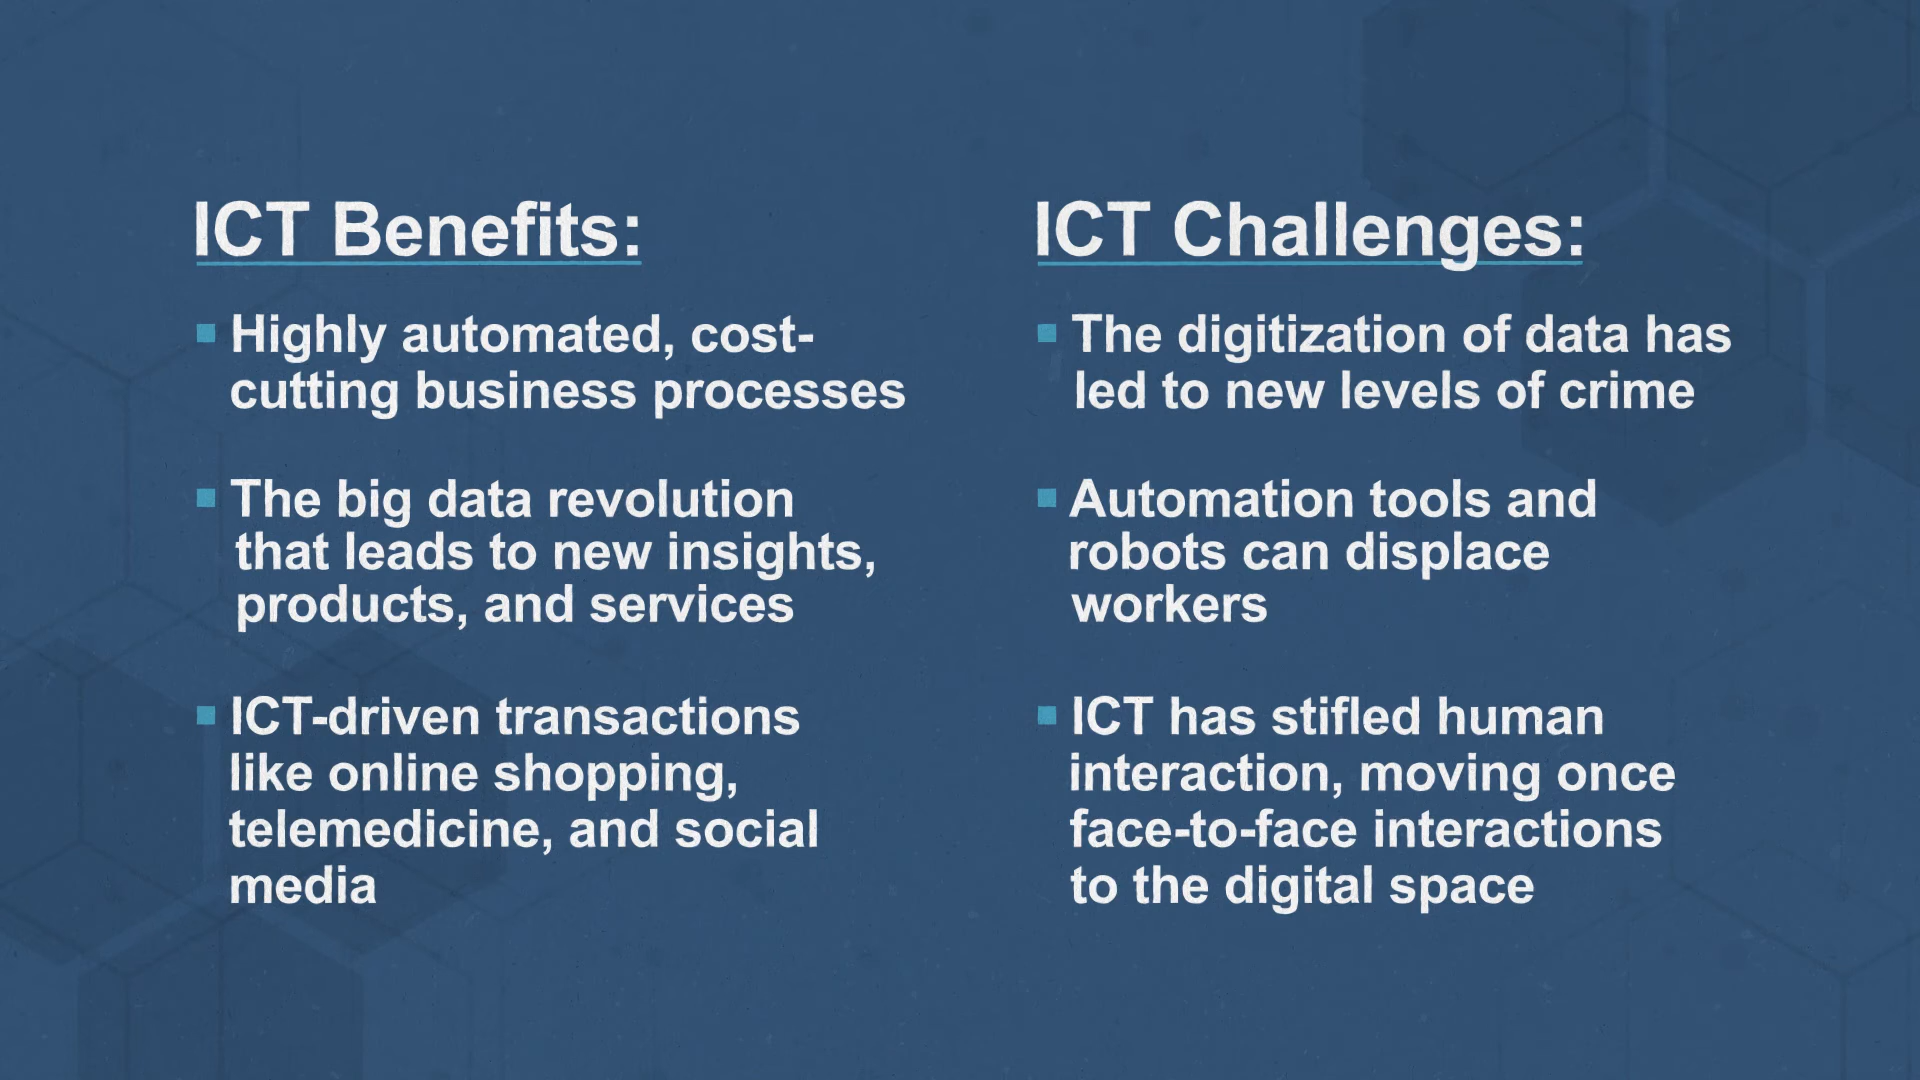 ICT Benefits:
Highly automated, cost-
cutting business processes
The big data revolution
that leads to new insights,
products, and services
ICT-driven transactions
like online shopping,
telemedicine, and social
media
ICT Challenges:
The digitization of data has
led to new levels of crime
Automation tools and
robots can displace
workers
ICT has stifled human
interaction, moving once
face-to-face interactions
to the digital space